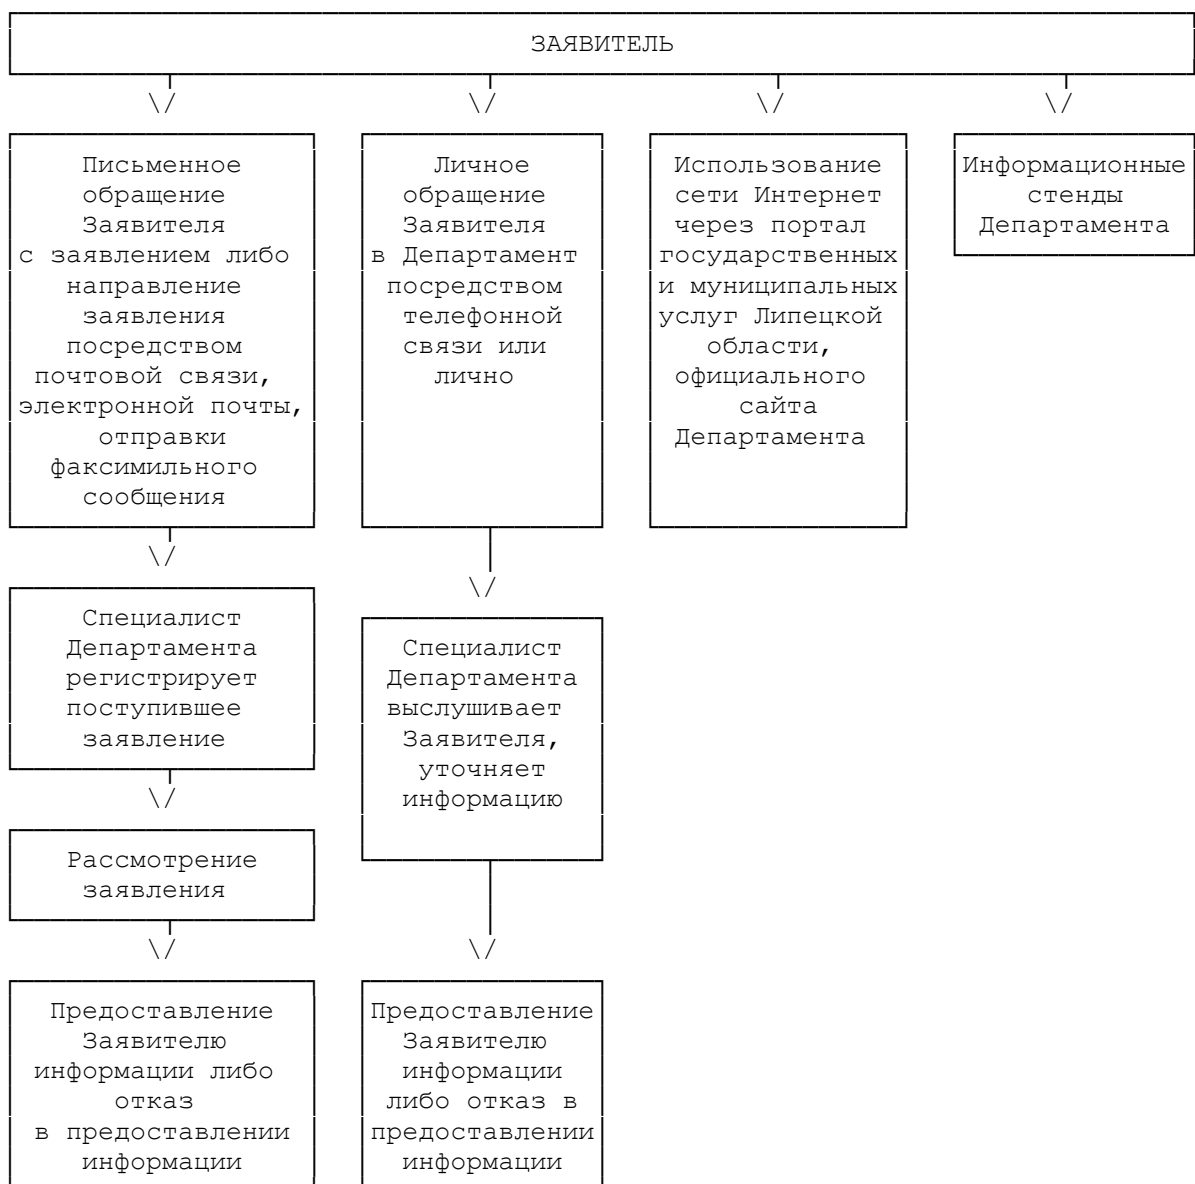 ЗАЯВИТЕЛЬ
Письменное
обращение
Заявителя
с заявлением либо
направление
заявления
посредством
почтовой связи,
электронной почты,
отправки
факсимильного
сообщения
Личное
обращение
Заявителя
в Департамент
посредством
телефонной
связи или
лично
Использование
сети Интернет
через портал
государственных
и муниципальных
услуг Липецкой
области,
официального
сайта
Департамента
Информационные
стенды
Департамента
Специалист
Департамента
регистрирует
поступившее
заявление
Специалист
Департамента
выслушивает
Заявителя,
уточняет
информацию
Рассмотрение
заявления
Предоставление
Заявителю
информации либо
отказ
в предоставлении
информации
Предоставление
Заявителю
информации
либо отказ в
предоставлении
информации